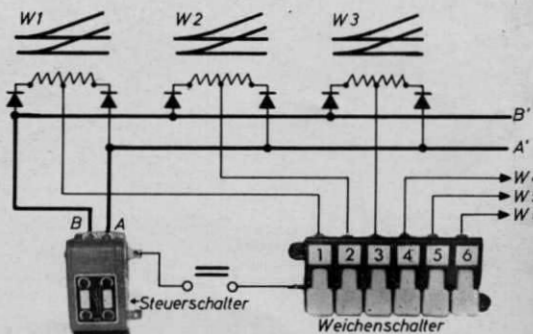 W1 W2 W3
B'
A'
W
W
W
B A
1 2 3 4 5 6
Steuerschalter
Weichenschalter